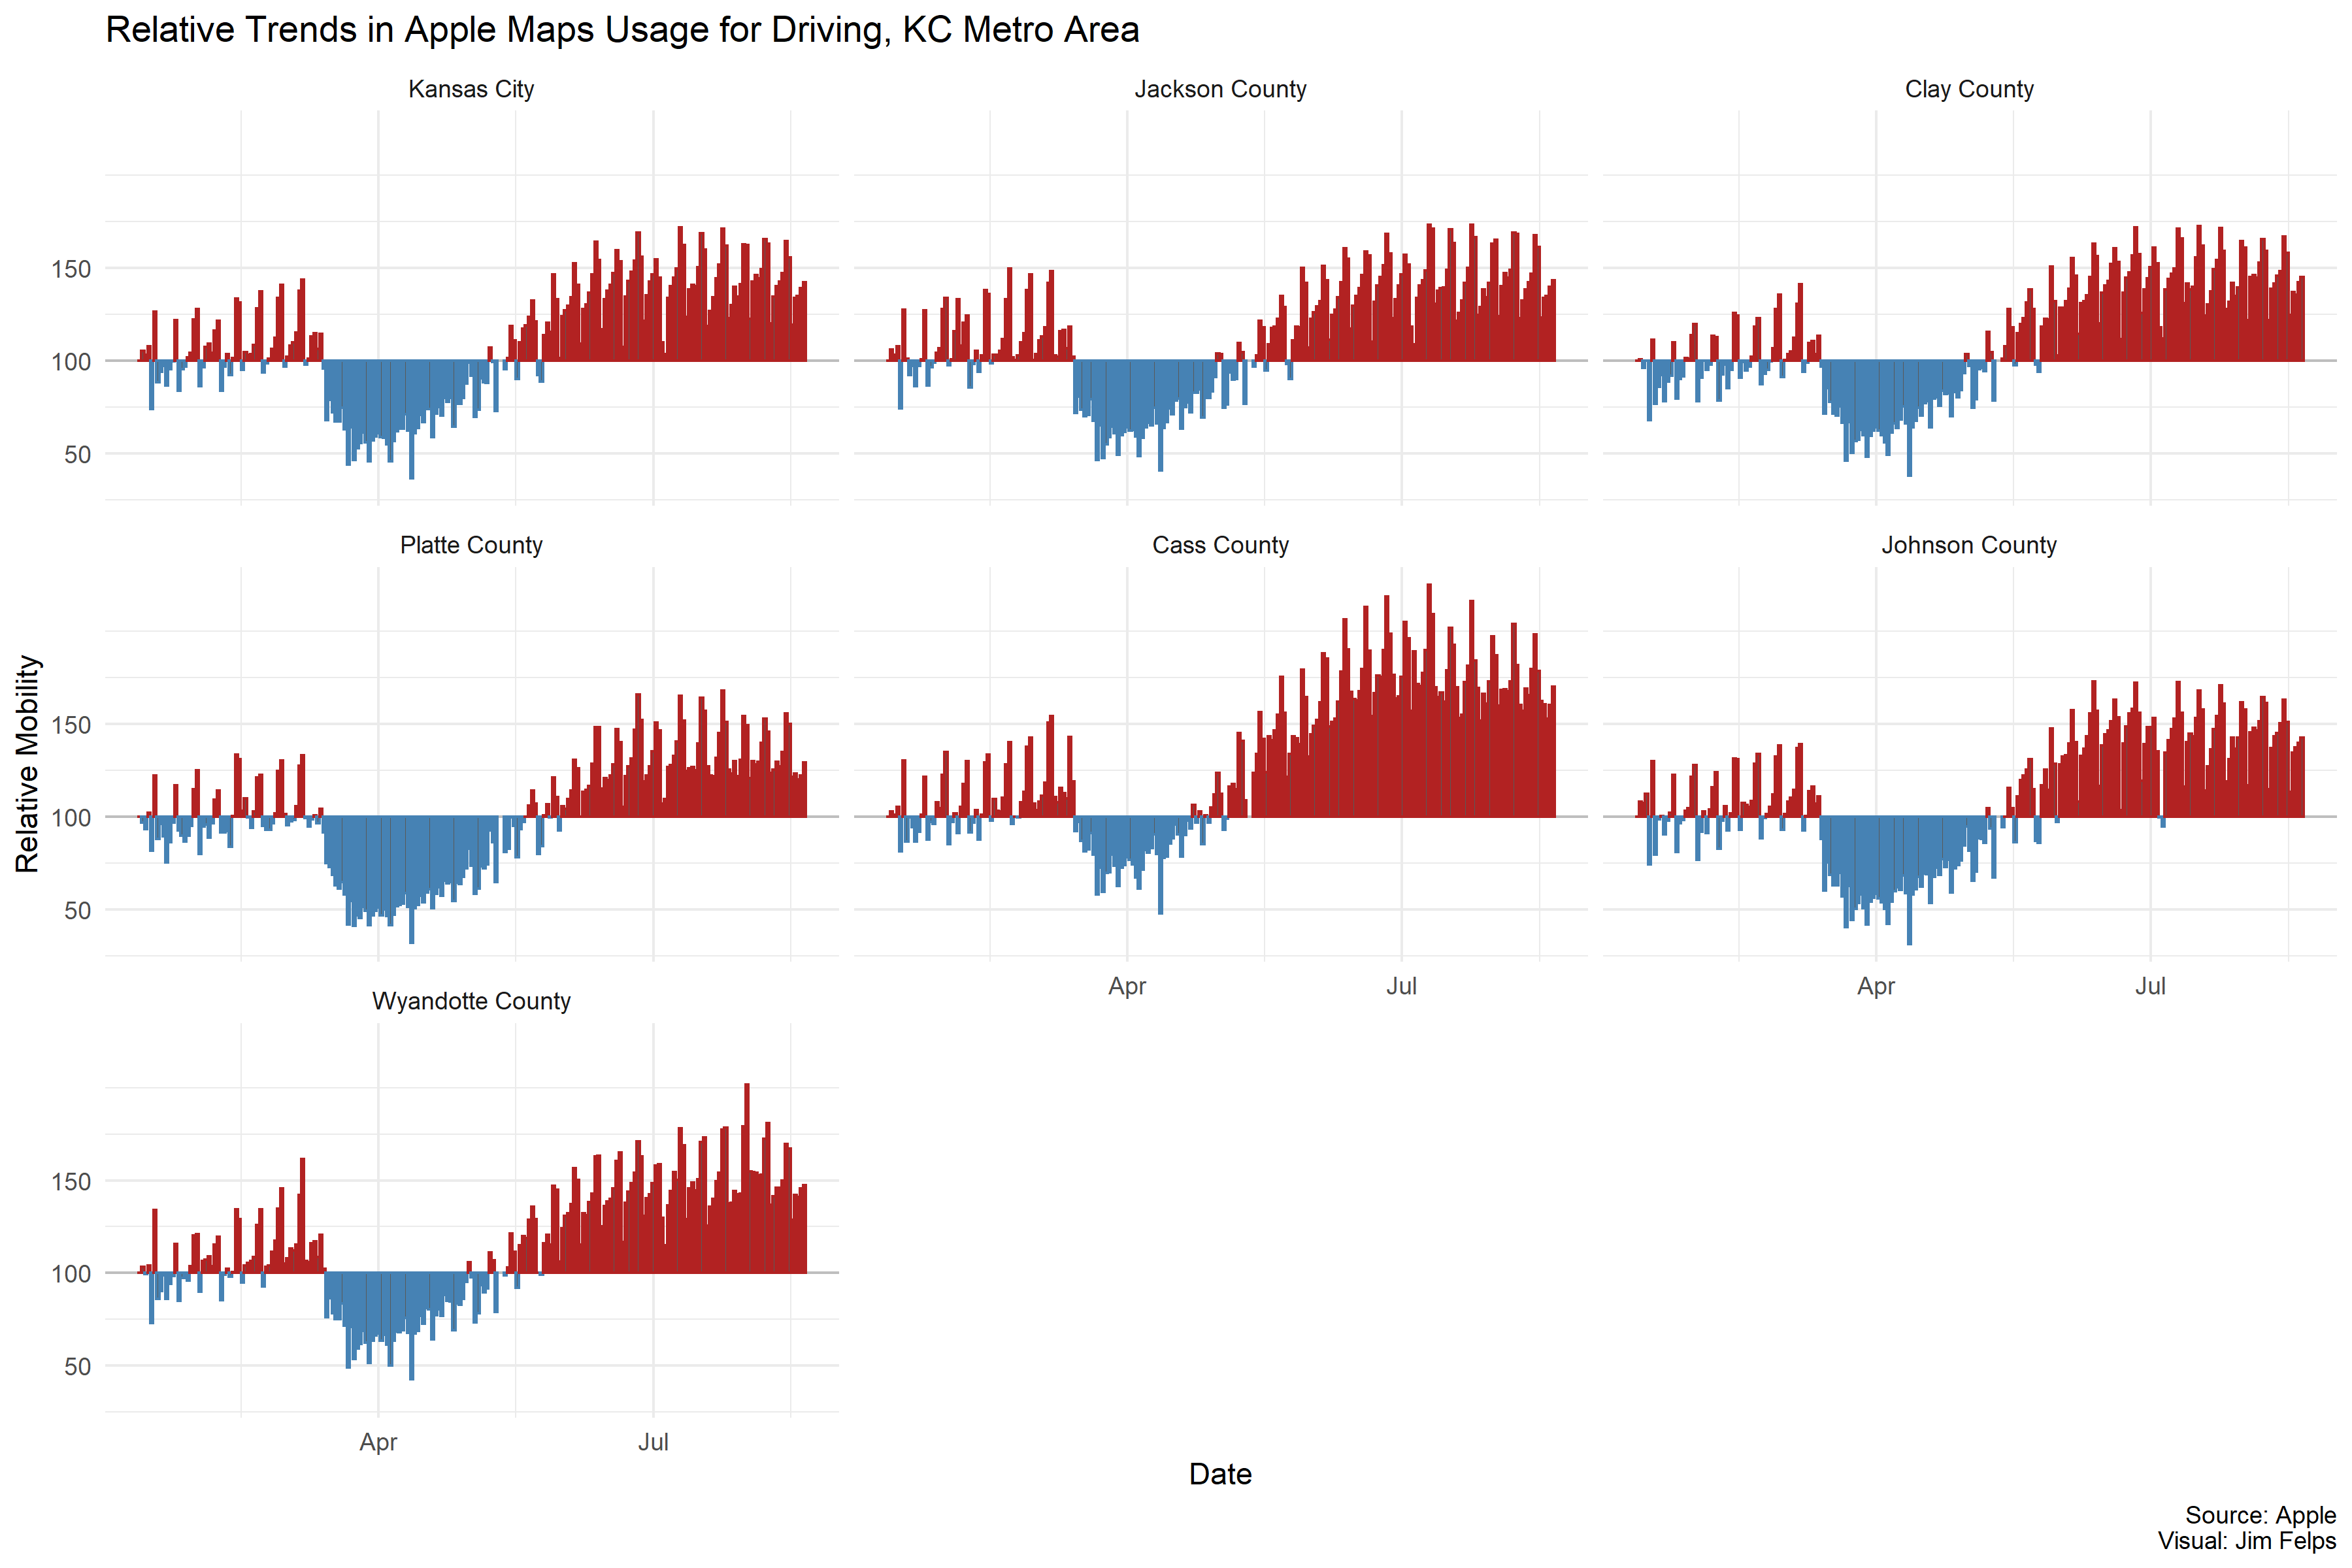 Relative Trends in Apple Maps Usage for Driving, KC Metro Area
Kansas City
Jackson County
Clay County
150
100
50
Platte County
Cass County
Johnson County
Relative Mobility
150
100
50
Apr
Jul
Apr
Jul
Wyandotte County
150
100
50
Apr
Jul
Date
Source: Apple
Visual: Jim Felps